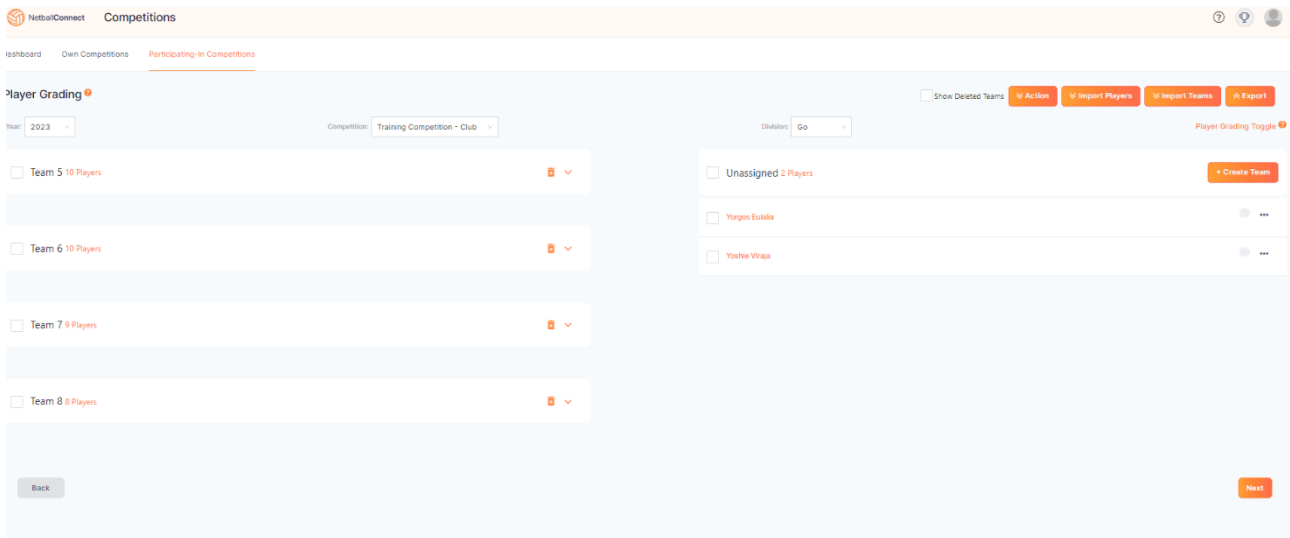 NetballConnect Competitions
Dashboard Own Competitions Participating-In Competitions
Player Grading ?
Show Deleted Teams Action Import Players Import Teams Export
Year: 2023 Competition: Training Competition - Club Division: Go Player Grading Toggle ?
Team 5 10 Players
Unassigned 2 Players + Create Team
Yorgos Eulalia
Team 6 10 Players
Yoshie Viraja
Team 7 9 Players
Team 8 8 Players
Back Next